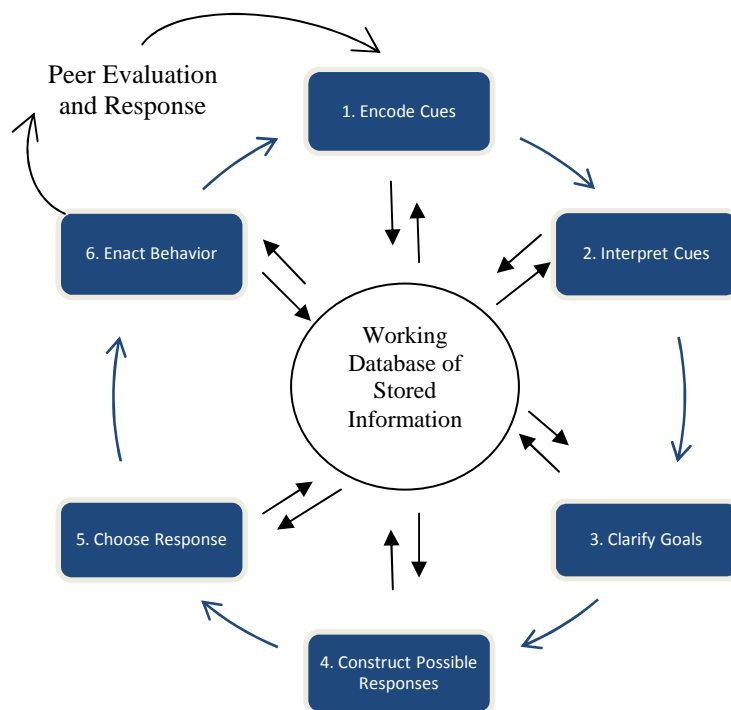 Peer Evaluation
and Response
1. Encode Cues
6. Enact Behavior
2. Interpret Cues
Working
Database of
Stored
Information
5. Choose Response
3. Clarify Goals
4. Construct Possible
Responses